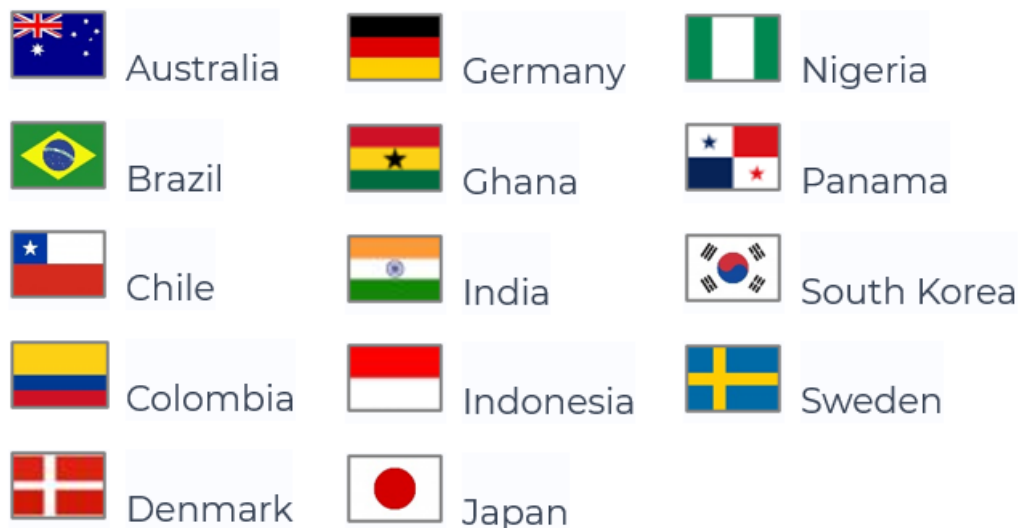 Australia
Brazil
Chile
Colombia
Denmark
Germany
Ghana
India
Indonesia
Japan
Nigeria
Panama
South Korea
Sweden